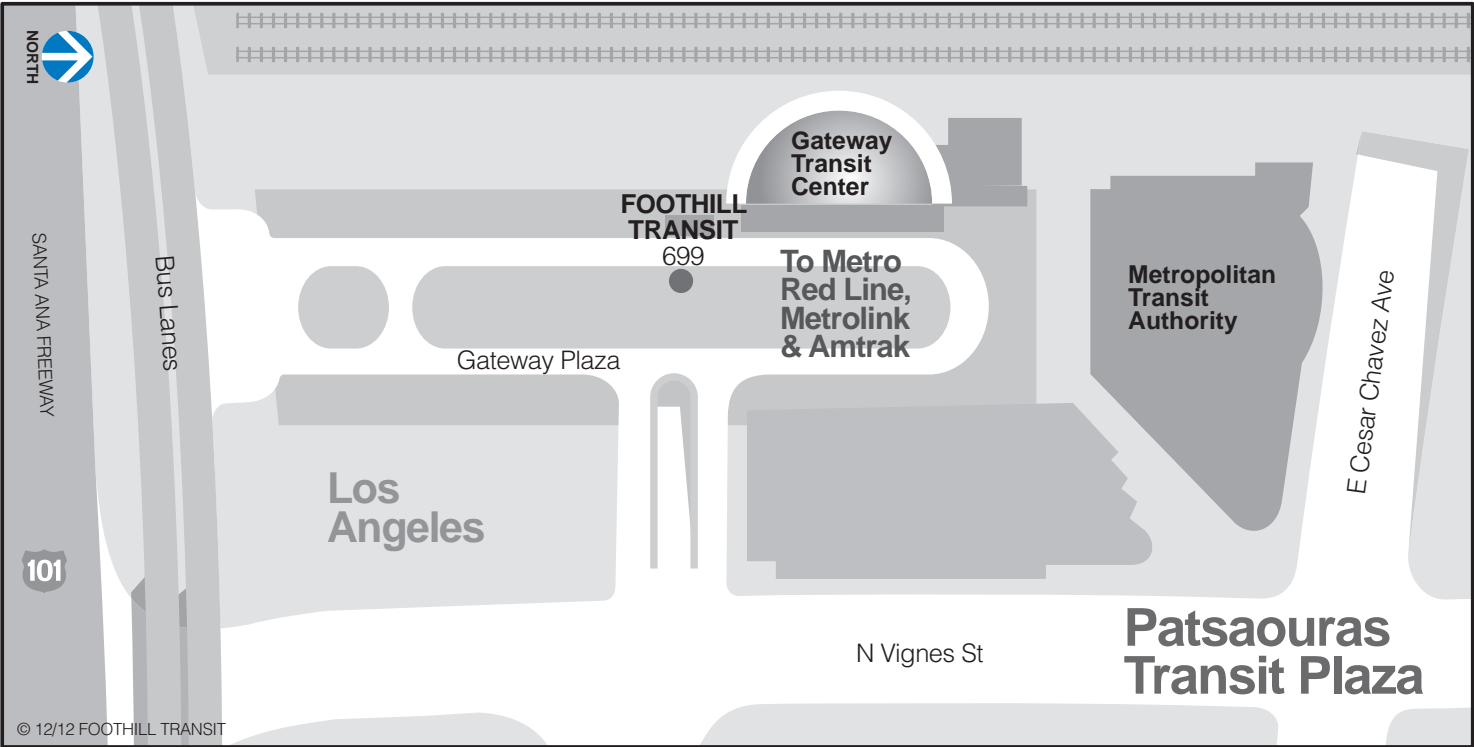 NORTH
Gateway
Transit
Center
FOOTHILL
TRANSIT
699
To Metro
Red Line,
Metrolink
& Amtrak
Metropolitan
Transit
Authority
E Cesar Chavez Ave
SANTA ANA FREEWAY
Bus Lanes
Gateway Plaza
Los
Angeles
101
N Vignes St
Patsaouras
Transit Plaza
© 12/12 FOOTHILL TRANSIT